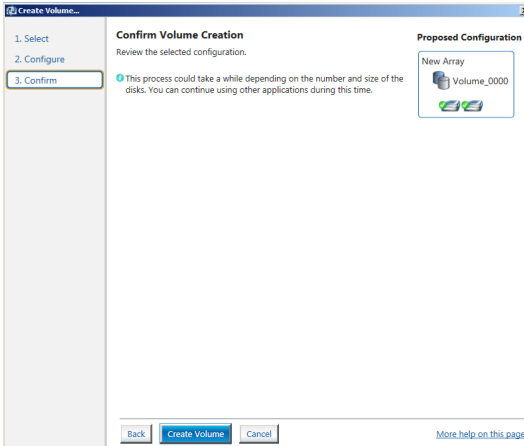 Create Volume...
1. Select
2. Configure
3. Confirm
Confirm Volume Creation
Review the selected configuration.
This process could take a while depending on the number and size of the
disks. You can continue using other applications during this time.
Proposed Configuration
New Array
Volume_0000
Back
Create Volume
Cancel
More help on this page